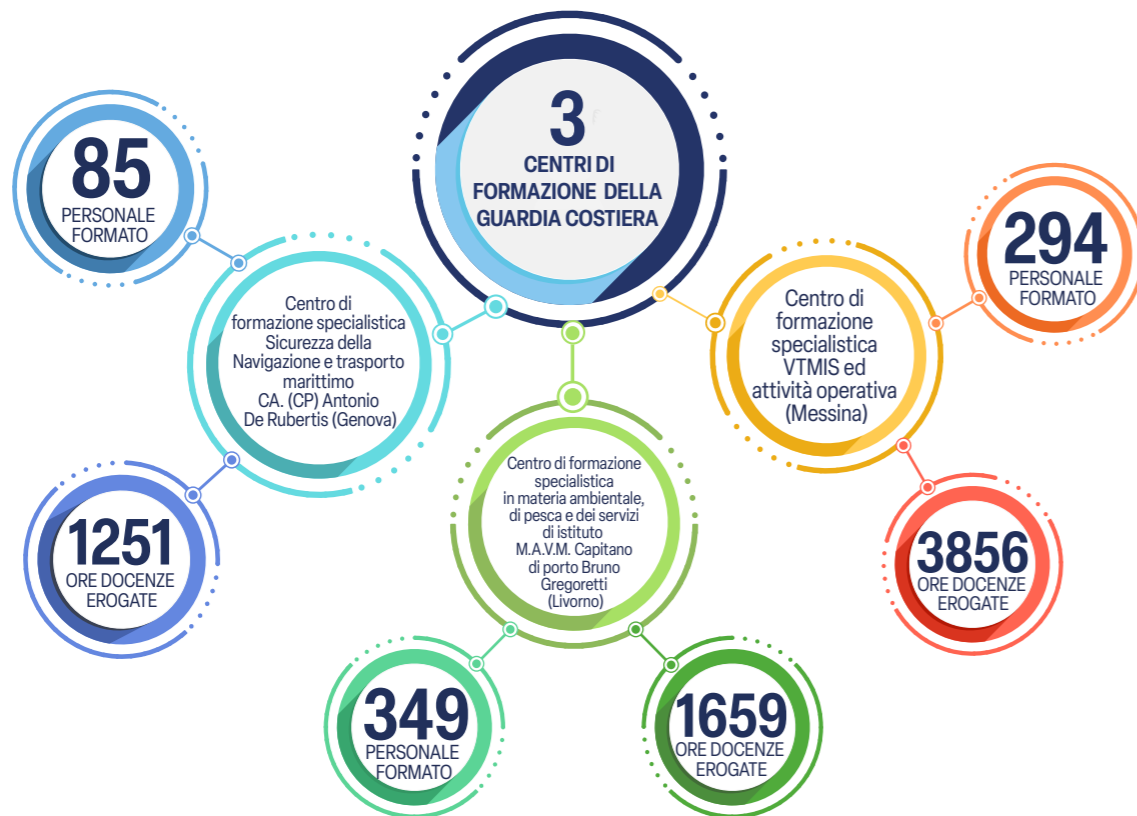 3
CENTRI DI
FORMAZIONE DELLA
GUARDIA COSTIERA
85
PERSONALE
FORMATO
Centro di
formazione specialistica
Sicurezza della
Navigazione e trasporto
marittimo
CA. (CP) Antonio
De Rubertis (Genova)
1251
ORE DOCENZE
EROGATE
Centro di formazione
specialistica
in materia ambientale,
di pesca e dei servizi
di istituto
M.A.V.M. Capitano
di porto Bruno
Gregoretti
(Livorno)
349
PERSONALE
FORMATO
1659
ORE DOCENZE
EROGATE
Centro di
formazione
specialistica
VTMIS ed
attività operativa
(Messina)
294
PERSONALE
FORMATO
3856
ORE DOCENZE
EROGATE